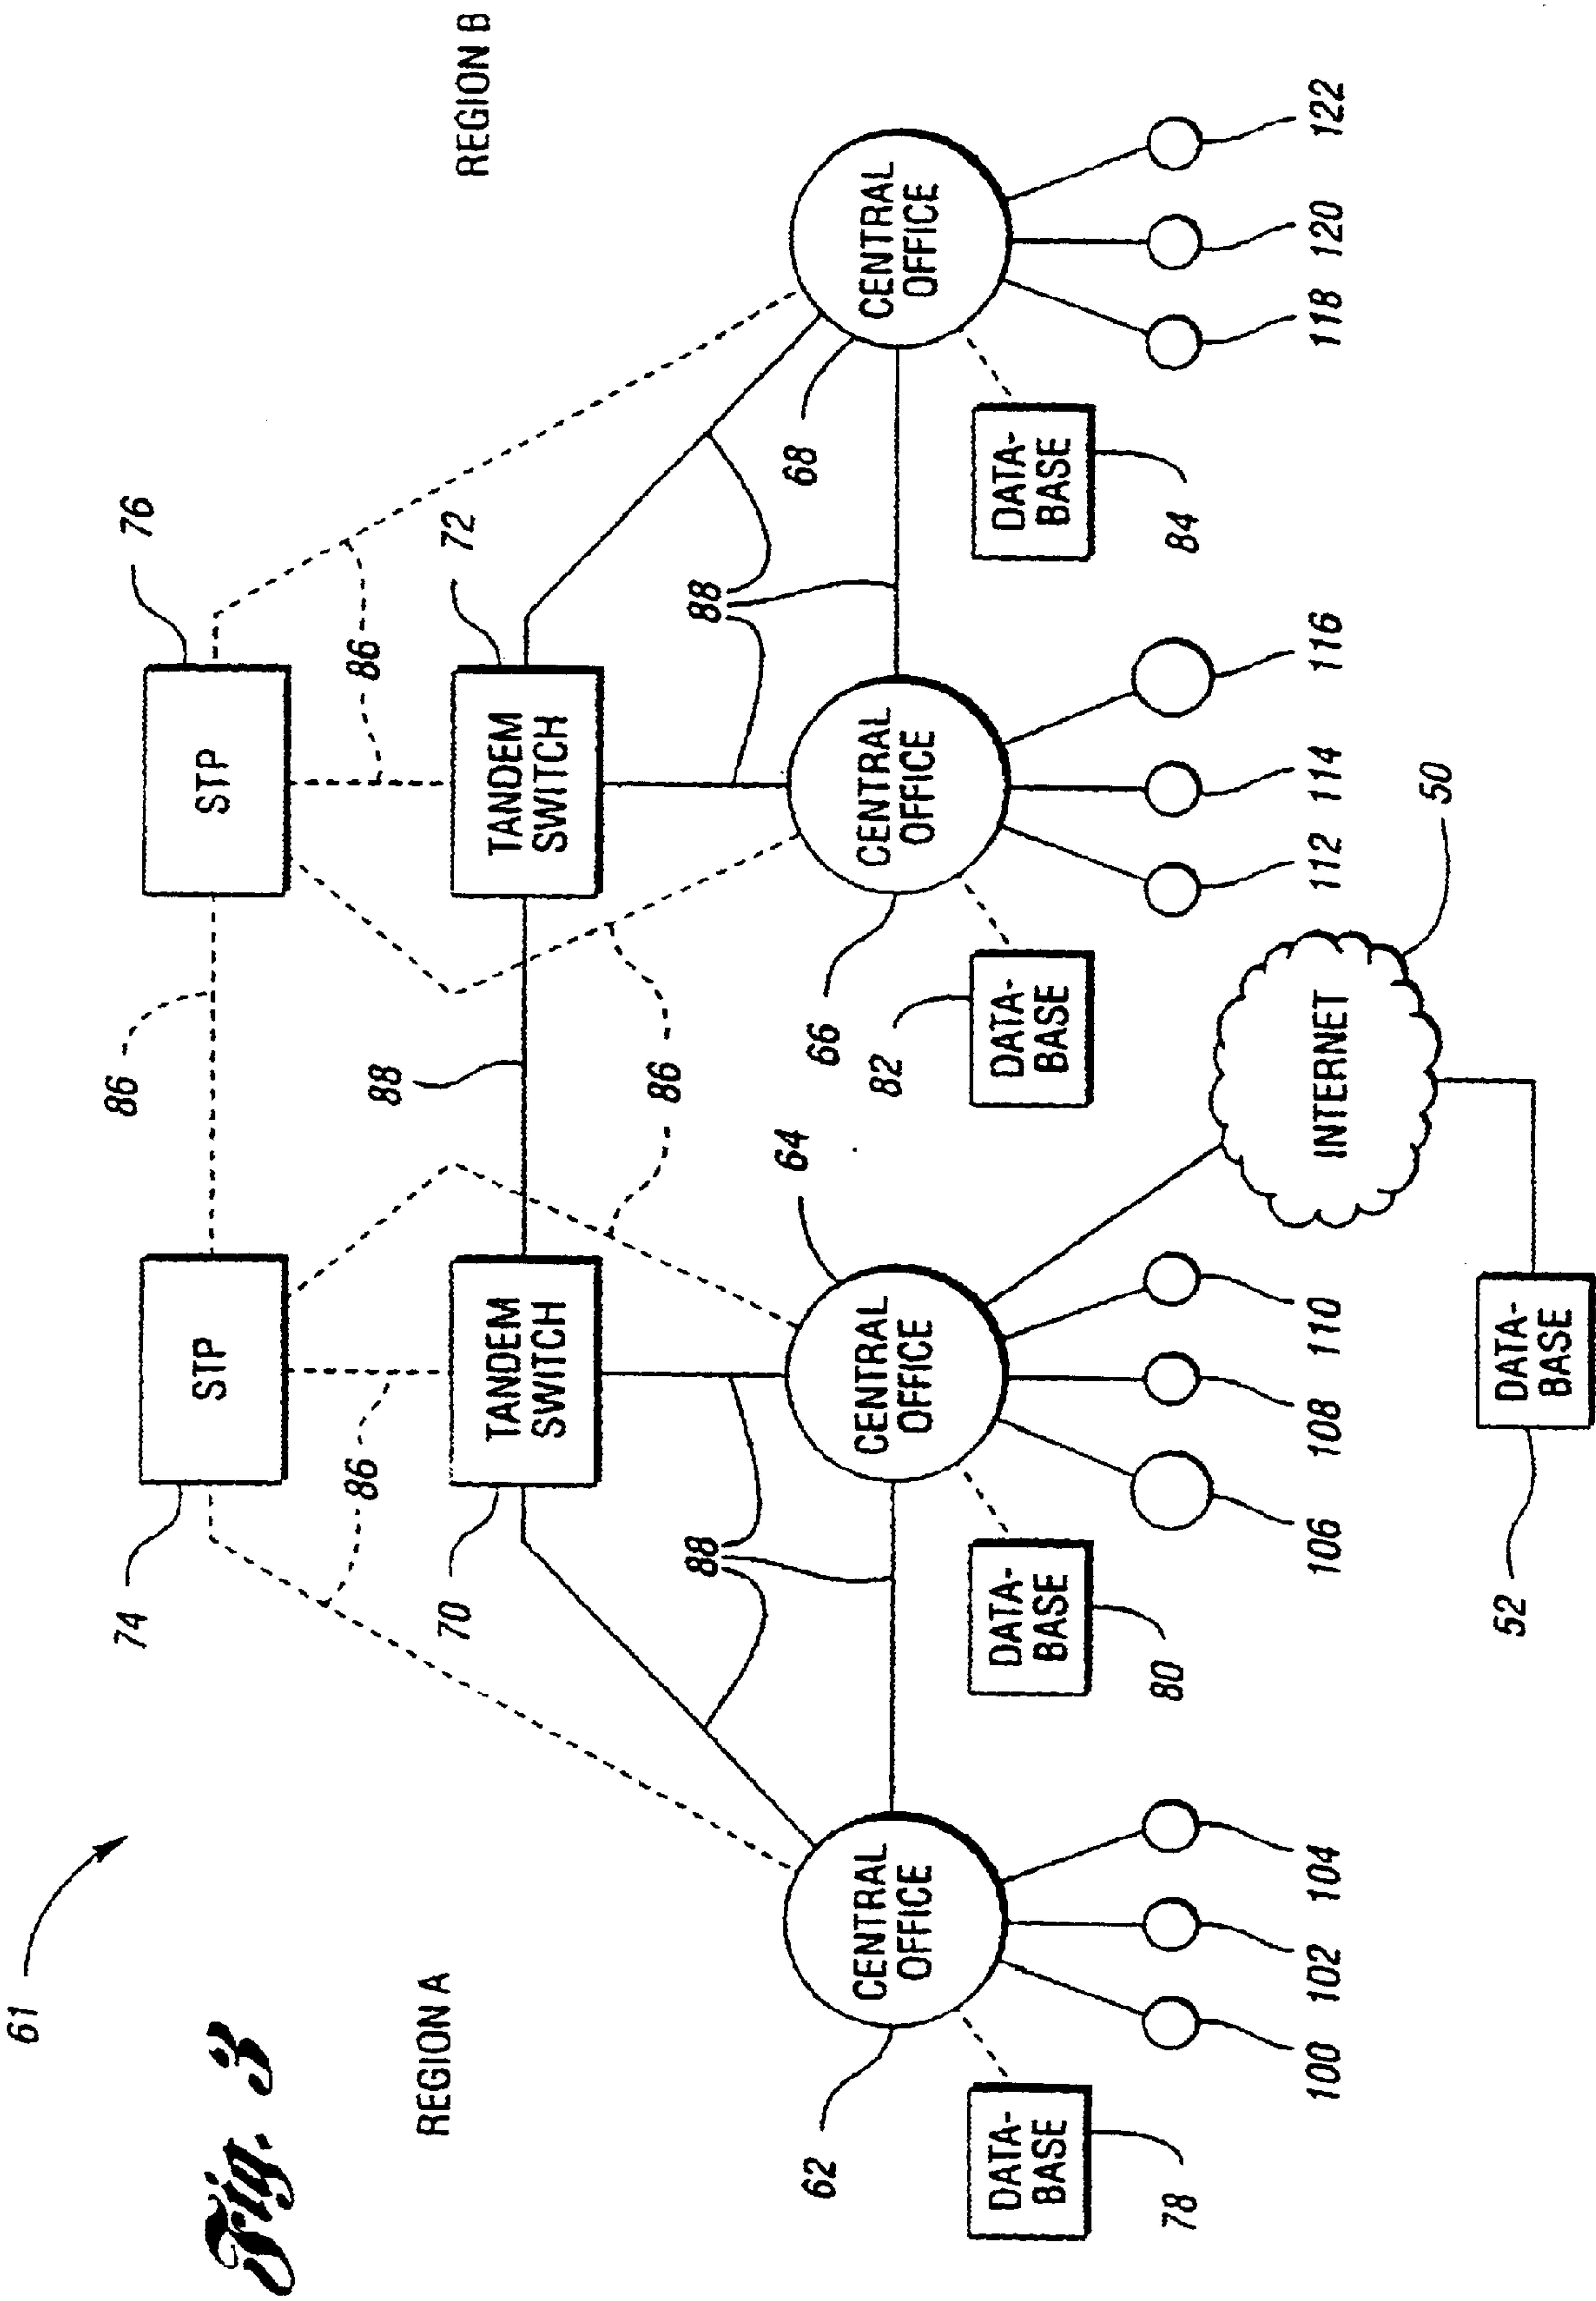 Fig. 3
61
REGION A
REGION B
74
STP
86
STP
76
86
86
70
TANDEM
SWITCH
88
TANDEM
SWITCH
72
88
86
88
62
CENTRAL
OFFICE
CENTRAL
OFFICE
64
66
CENTRAL
OFFICE
68
CENTRAL
OFFICE
78
DATA-
BASE
80
DATA-
BASE
82
DATA-
BASE
84
DATA-
BASE
100
102
104
106
108
110
112
114
116
118
120
122
INTERNET
50
52
DATA-
BASE